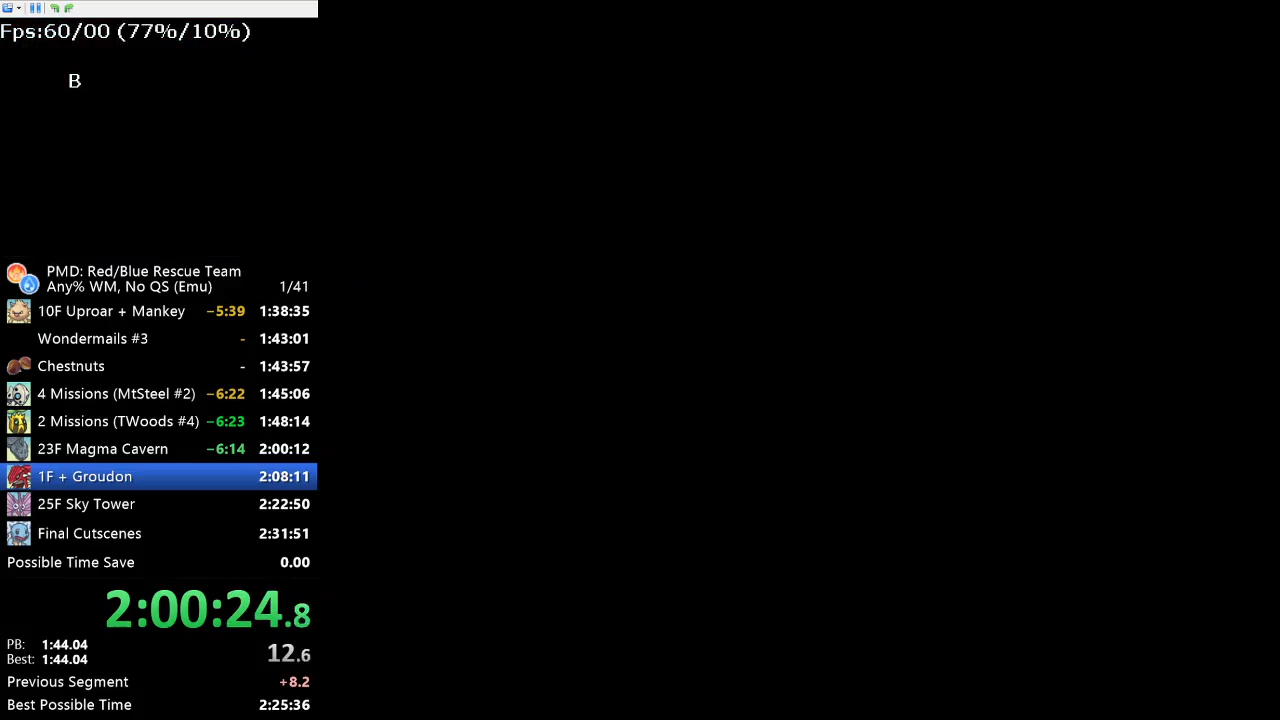 Fps:60/00 (77%/10%)
B
PMD: Red/Blue Rescue Team
Any% WM, No QS (Emu) 1/41
10F Uproar + Mankey −5:39 1:38:35
Wondermails #3 - 1:43:01
Chestnuts - 1:43:57
4 Missions (MtSteel #2) −6:22 1:45:06
2 Missions (TWoods #4) −6:23 1:48:14
23F Magma Cavern −6:14 2:00:12
1F + Groudon 2:08:11
25F Sky Tower 2:22:50
Final Cutscenes 2:31:51
Possible Time Save 0.00
2:00:24.8
PB: 1:44.04
Best: 1:44.04 12.6
Previous Segment +8.2
Best Possible Time 2:25:36